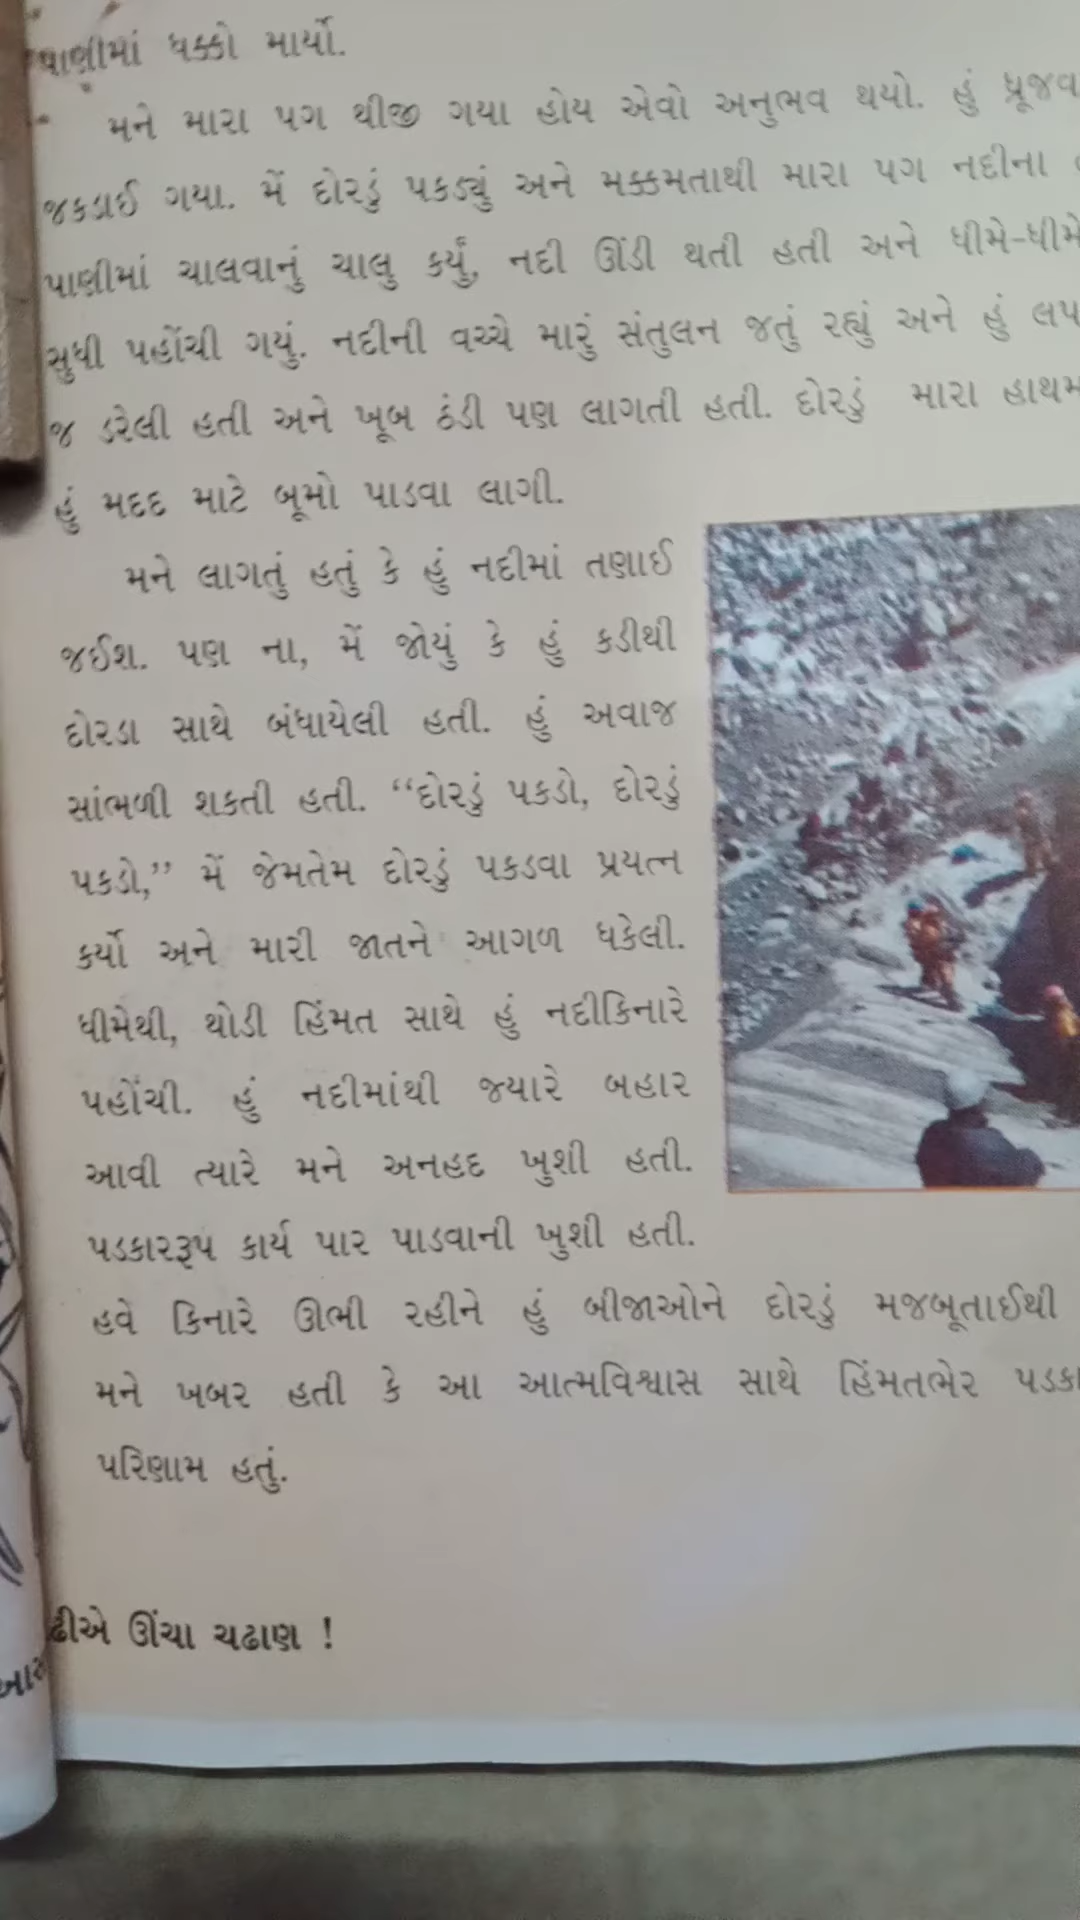 પાણીમાં ધક્કો માર્યો.
મને મારા પગ થીજી ગયા હોય એવો અનુભવ થયો. હું
જકડાઈ ગયા. મેં દોરડું પકડ્યું અને મક્કમતાથી મારા પગ નદીના
પાણીમાં ચાલવાનું ચાલુ કર્યું, નદી ઊંડી થતી હતી અને ધીમે-ધીમે
સુધી પહોંચી ગયું. નદીની વચ્ચે મારું સંતુલન જતું રહ્યું અને હું
જ ડરેલી હતી અને ખૂબ ઠંડી પણ લાગતી હતી. દોરડું મારા
હું મદદ માટે બૂમો પાડવા લાગી.
મને લાગતું હતું કે હું નદીમાં તણાઈ
જઈશ. પણ ના, મેં જોયું કે હું કડીથી
દોરડા સાથે બંધાયેલી હતી. હું અવાજ
સાંભળી શકતી હતી. “દોરડું પકડો, દોરડું
પકડો,” મેં જેમતેમ દોરડું પકડવા પ્રયત્ન
કર્યો અને મારી જાતને આગળ ધકેલી.
ધીમેથી, થોડી હિંમત સાથે હું નદીકિનારે
પહોંચી. હું નદીમાંથી જ્યારે બહાર
આવી ત્યારે મને અનહદ ખુશી હતી.
પડકારરૂપ કાર્ય પાર પાડવાની ખુશી હતી.
હવે કિનારે ઊભી રહીને હું બીજાઓને દોરડું મજબૂતાઈથી
મને ખબર હતી કે આ આત્મવિશ્વાસ સાથે હિંમતભેર
પરિણામ હતું.
ઊંચા ચઢાણ !